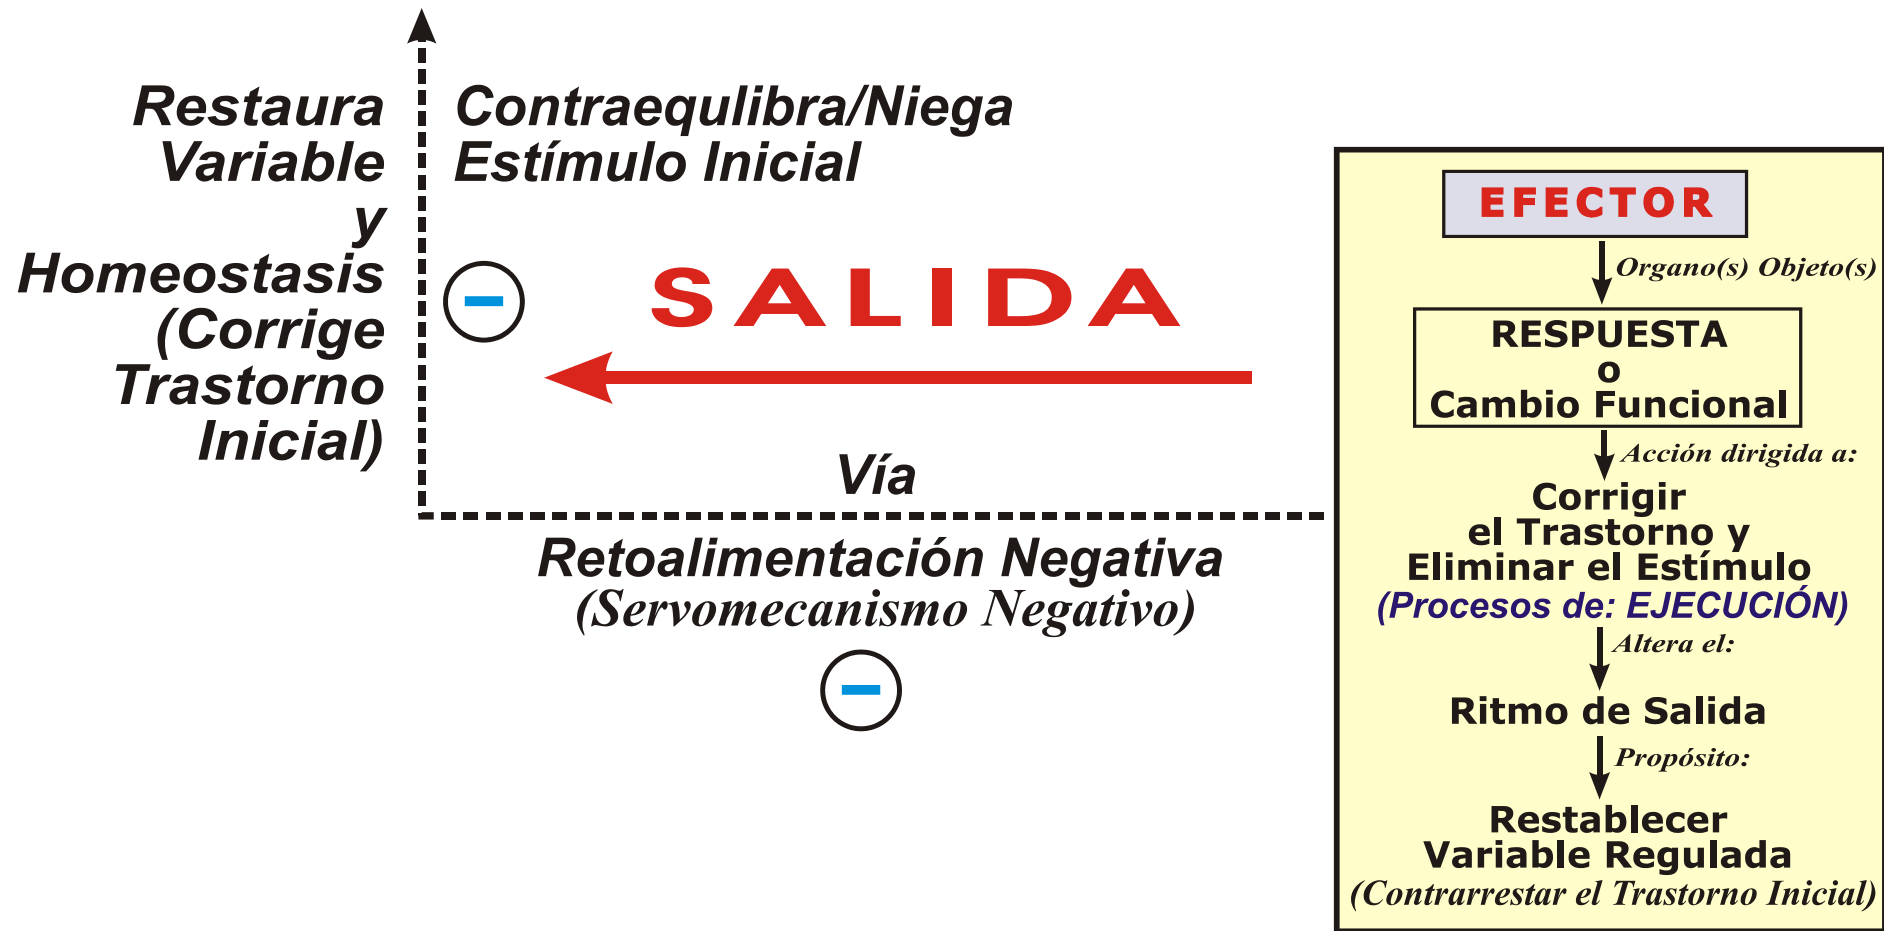 Restaura
Variable
y
Homeostasis
(Corrige
Trastorno
Inicial)
Contraequlibra/Niega
Estímulo Inicial
SALIDA
Vía
Retoalimentación Negativa
(Servomecanismo Negativo)
EFECTOR
Organo(s) Objeto(s)
RESPUESTA
o
Cambio Funcional
Acción dirigida a:
Corrigir
el Trastorno y
Eliminar el Estímulo
(Procesos de: EJECUCIÓN)
Altera el:
Ritmo de Salida
Propósito:
Restablecer
Variable Regulada
(Contrarrestar el Trastorno Inicial)